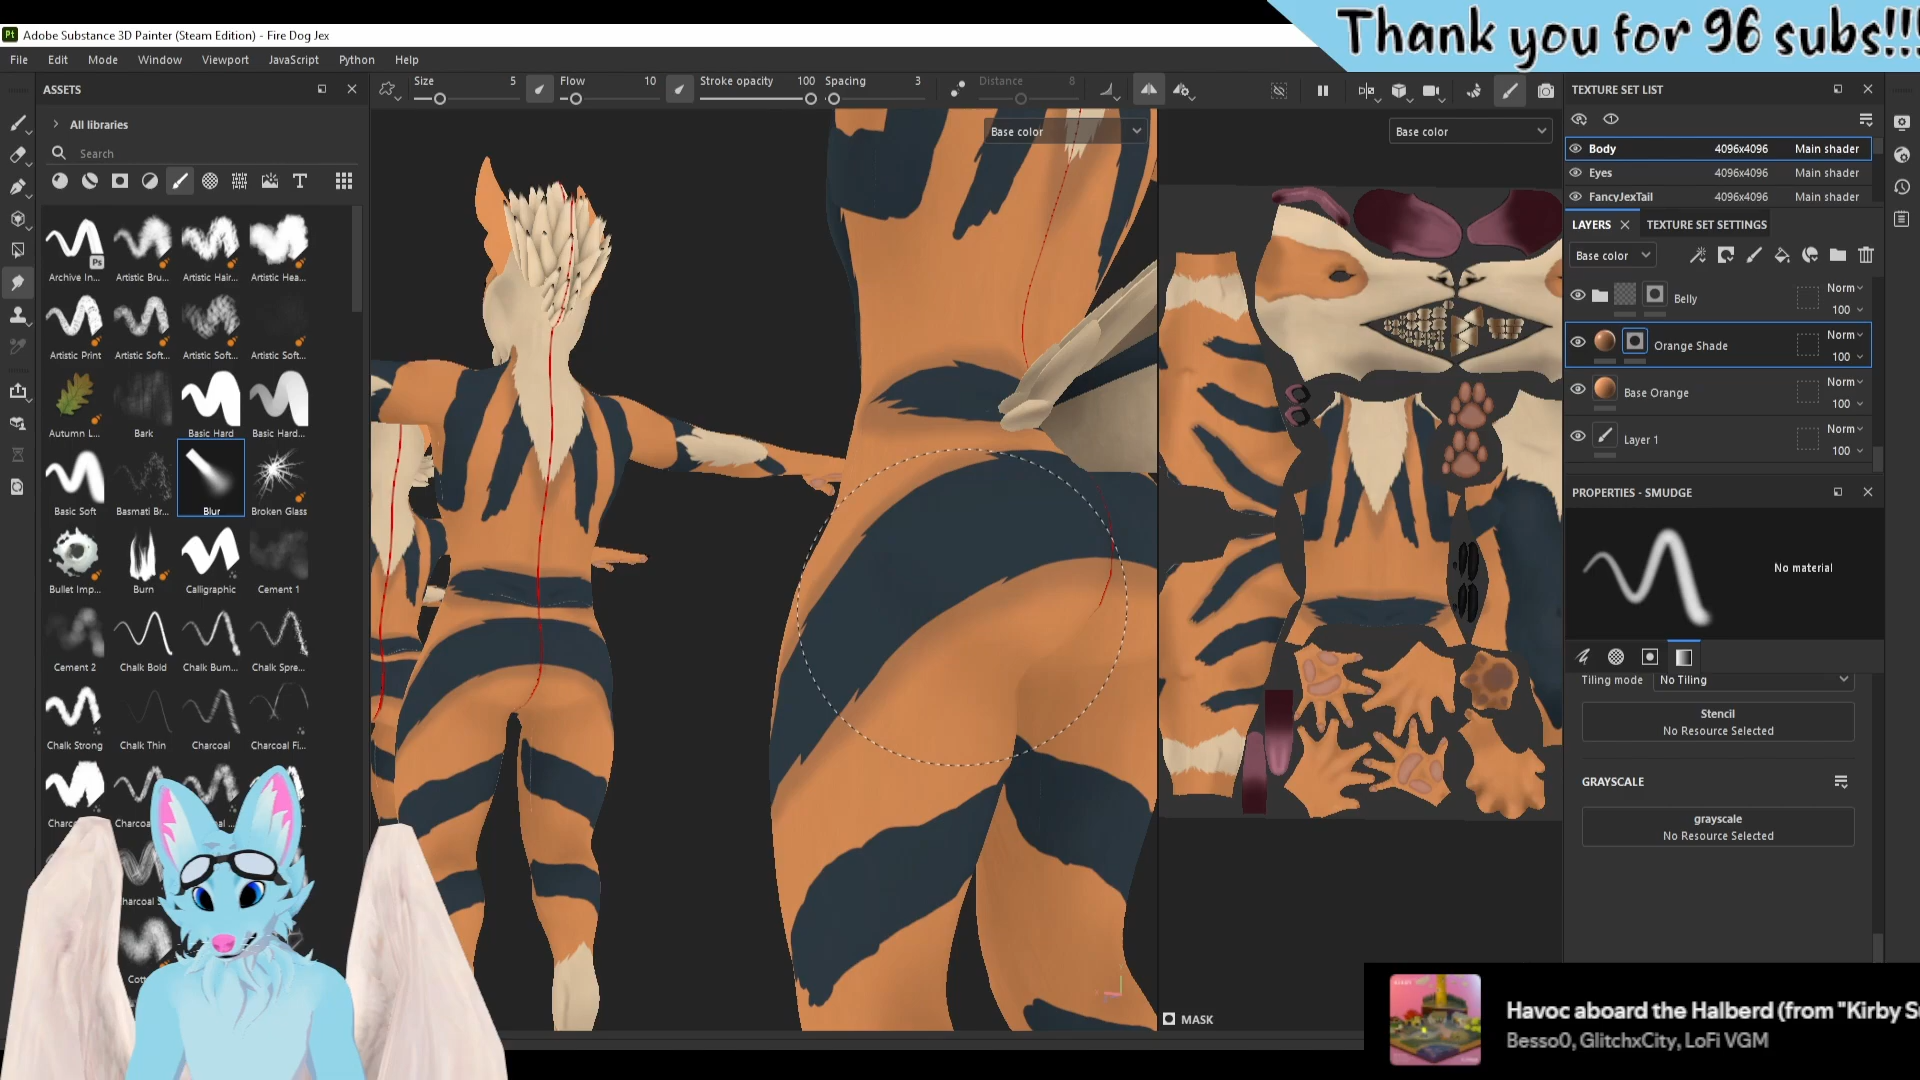 Thank you for 96 subs!!!
Adobe Substance 3D Painter (Steam Edition) - Fire Dog Jex
File Edit Mode Window Viewport JavaScript Python Help
ASSETS
Size 5 Flow 10 Stroke opacity 100 Spacing 3 Distance 8
All libraries
Search
Base color
Base color
Archive In... Artistic Bru... Artistic Hair... Artistic Hea...
Artistic Print Artistic Soft... Artistic Soft... Artistic Soft...
Autumn L... Bark Basic Hard Basic Hard...
Basic Soft Basmati Br... Blur Broken Glass
Bullet Imp... Burn Calligraphic Cement 1
Cement 2 Chalk Bold Chalk Bum... Chalk Spre...
Chalk Strong Chalk Thin Charcoal Charcoal Fi...
MASK
TEXTURE SET LIST
Body 4096x4096 Main shader
Eyes 4096x4096 Main shader
FancyJexTail 4096x4096 Main shader
LAYERS TEXTURE SET SETTINGS
Base color
Belly Norm 100
Orange Shade Norm 100
Base Orange Norm 100
Layer 1 Norm 100
PROPERTIES - SMUDGE
No material
Tiling mode No Tiling
Stencil
No Resource Selected
GRAYSCALE
grayscale
No Resource Selected
Havoc aboard the Halberd (from "Kirby S
Besso0, GlitchxCity, LoFi VGM